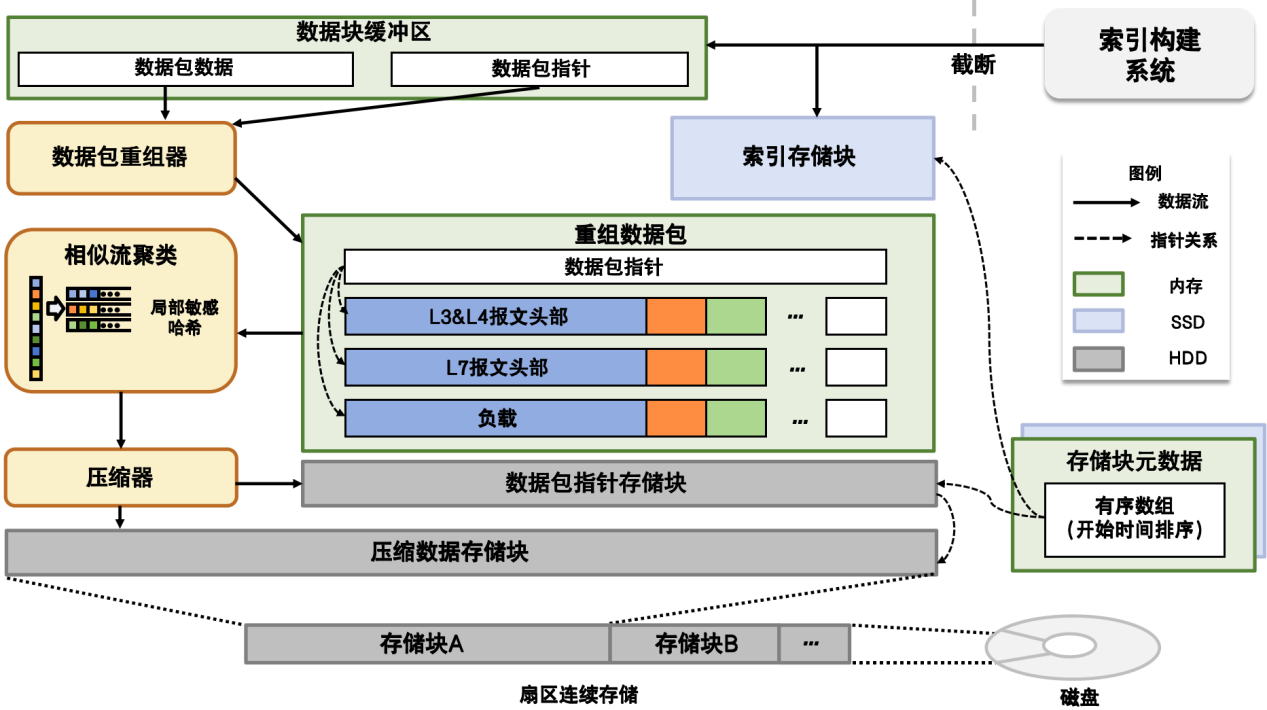 数据块缓冲区
数据包数据
数据包指针
截断
索引构建
系统
数据包重组器
索引存储块
图例
数据流
指针关系
内存
SSD
HDD
相似流聚类
局部敏感
哈希
重组数据包
数据包指针
L3&L4报文头部
...
L7报文头部
...
负载
...
压缩器
数据包指针存储块
存储块元数据
有序数组
(开始时间排序)
压缩数据存储块
存储块A
存储块B
...
扇区连续存储
磁盘